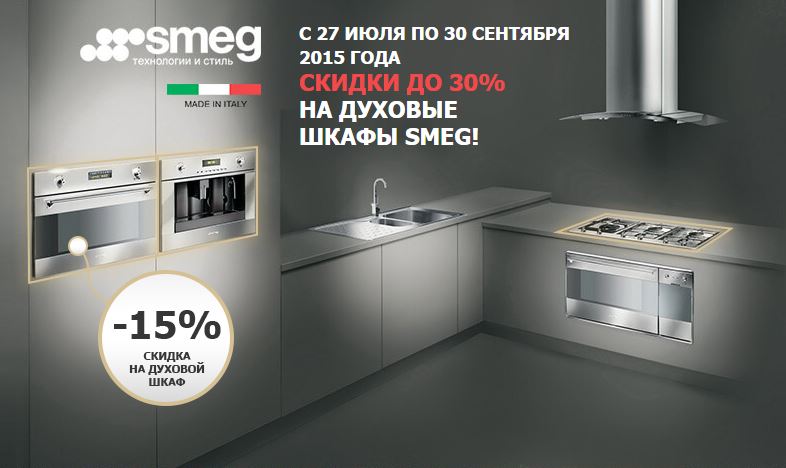 smeg
ТЕХНОЛОГИИ И СТИЛЬ
MADE IN ITALY
С 27 ИЮЛЯ ПО 30 СЕНТЯБРЯ
2015 ГОДА
СКИДКИ ДО 30%
НА ДУХОВЫЕ
ШКАФЫ SMEG!
-15%
СКИДКА
НА ДУХОВОЙ
ШКАФ